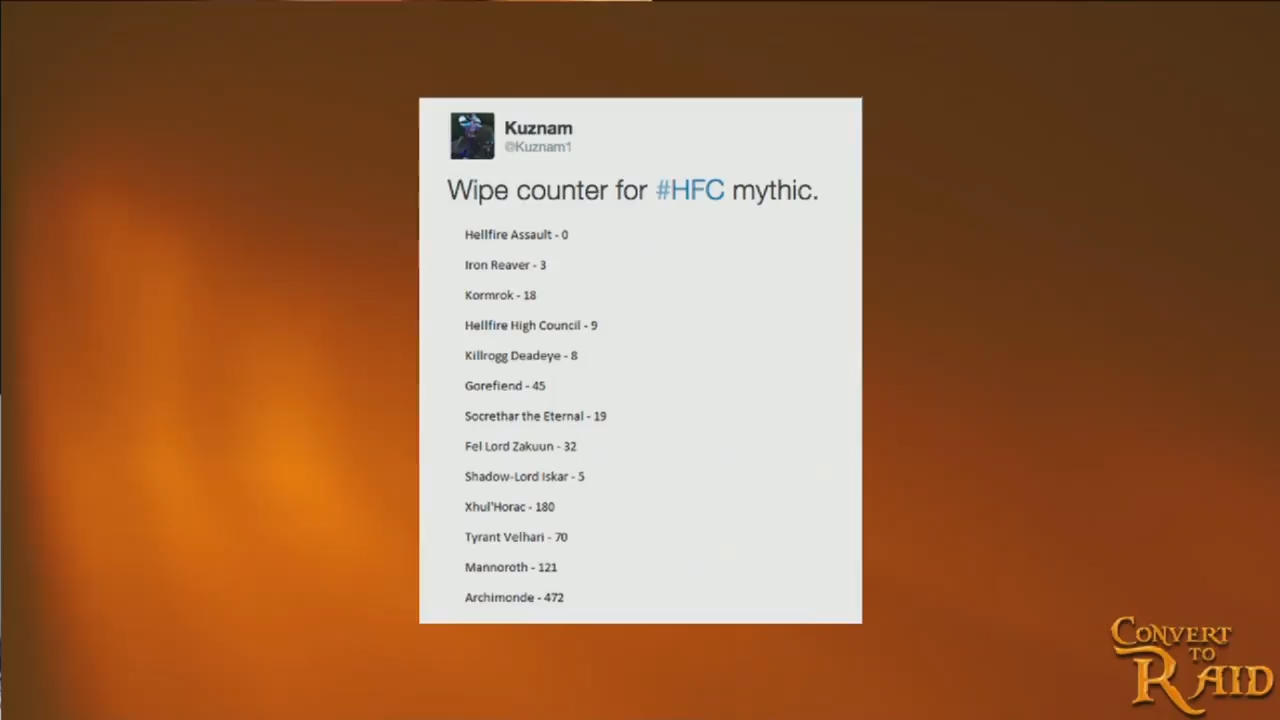 Kuznam
@Kuznam1
Wipe counter for #HFC mythic.
Hellfire Assault - 0
Iron Reaver - 3
Kormrok - 18
Hellfire High Council - 9
Killrogg Deadeye - 8
Gorefiend - 45
Socrethar the Eternal - 19
Fel Lord Zakuun - 32
Shadow-Lord Iskar - 5
Xhul'Horac - 180
Tyrant Velhari - 70
Mannoroth - 121
Archimonde - 472
CONVERT
TO
RAID